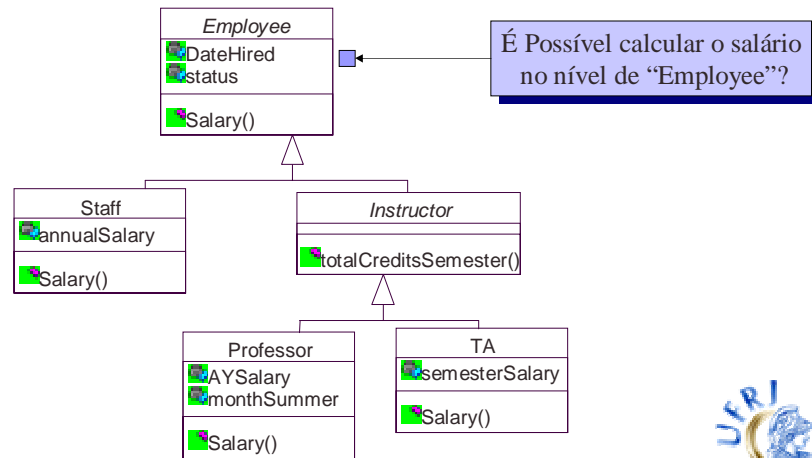 Employee
DateHired
status
Salary()
É Possível calcular o salário
no nível de “Employee”?
Staff
annualSalary
Salary()
Instructor
totalCreditsSemester()
Professor
AYSalary
monthSummer
Salary()
TA
semesterSalary
Salary()
UFRJ